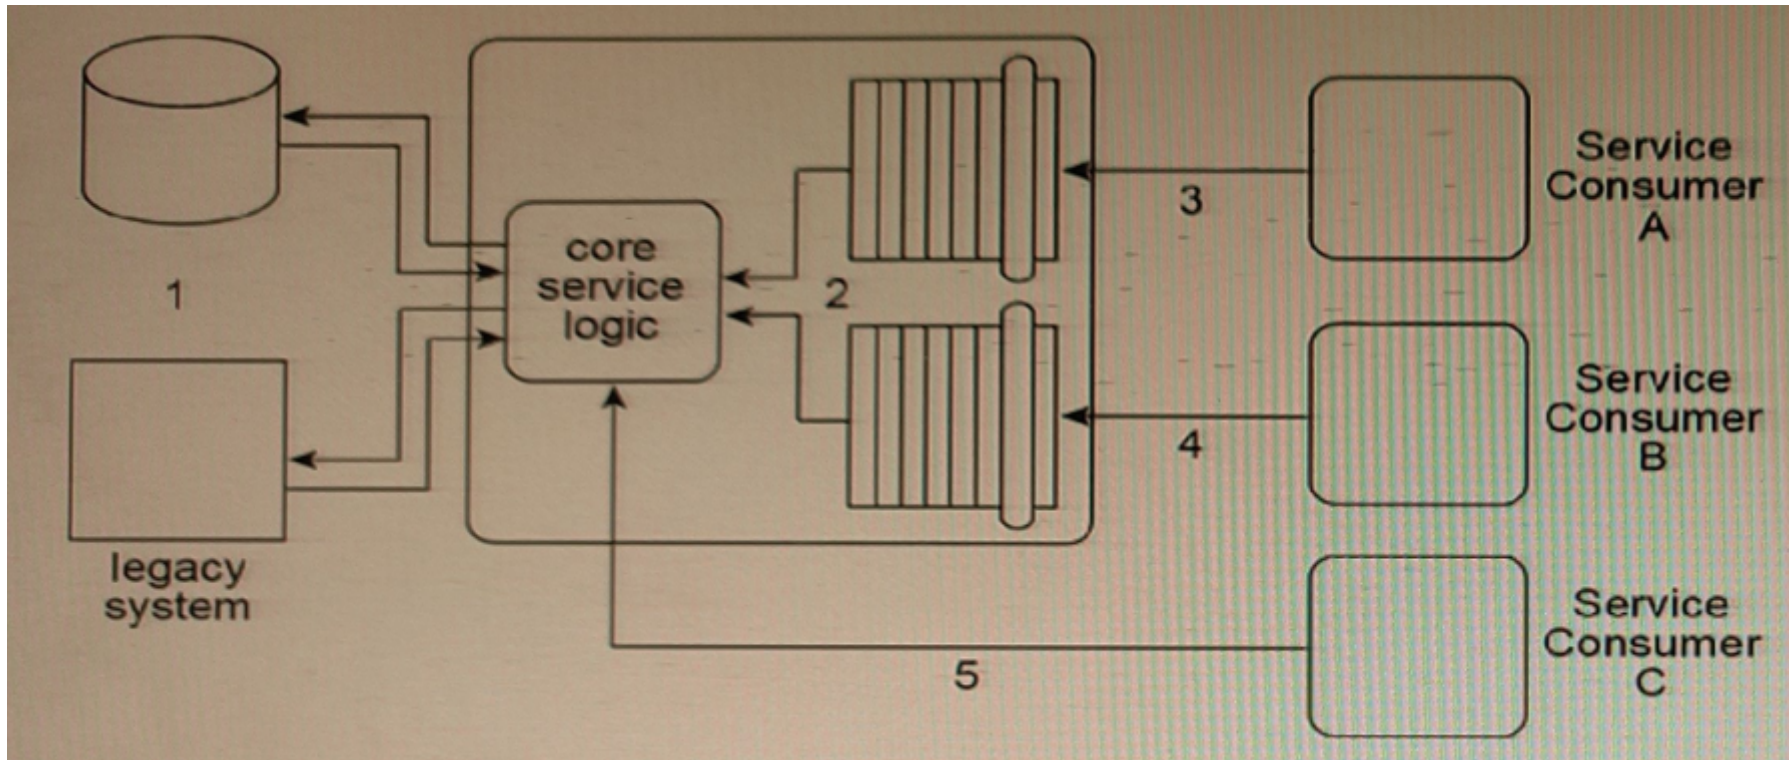 core
service
logic
1
legacy
system
2
3
Service
Consumer
A
4
Service
Consumer
B
5
Service
Consumer
C